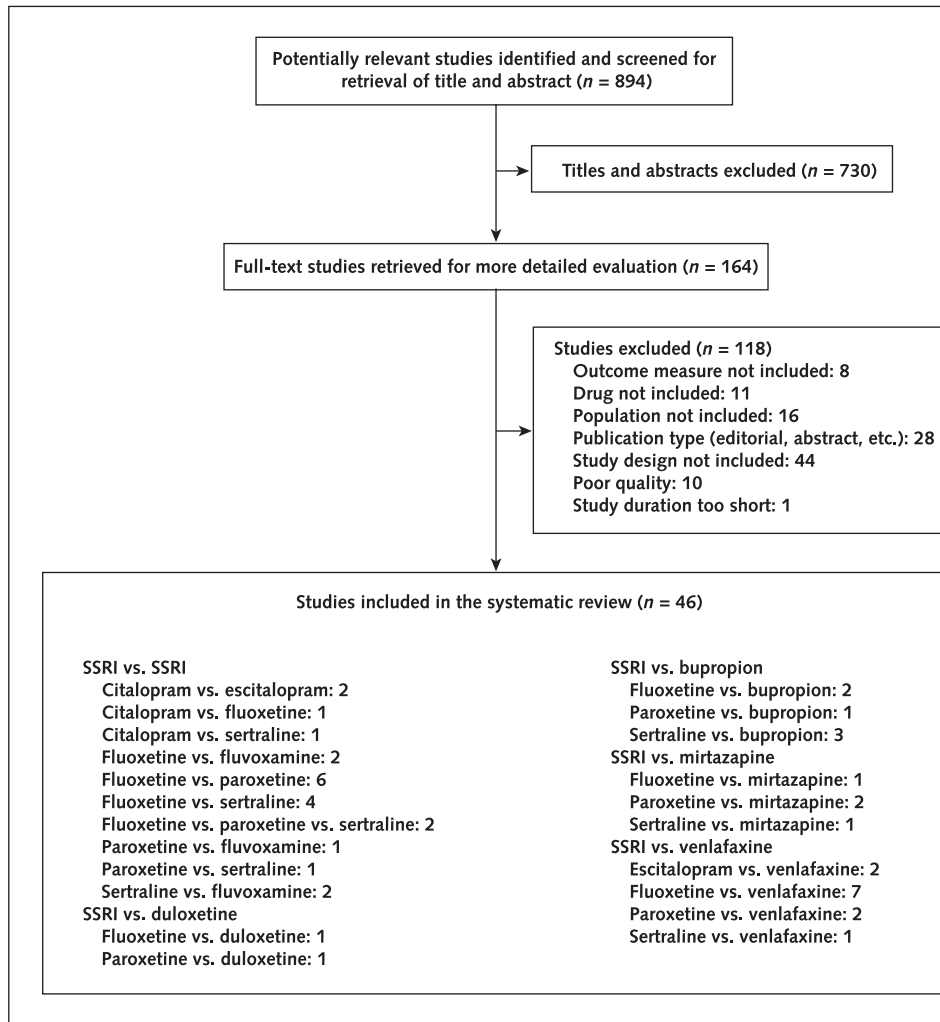 Potentially relevant studies identified and screened for
retrieval of title and abstract (n = 894)
Titles and abstracts excluded (n = 730)
Full-text studies retrieved for more detailed evaluation (n = 164)
Studies excluded (n = 118)
Outcome measure not included: 8
Drug not included: 11
Population not included: 16
Publication type (editorial, abstract, etc.): 28
Study design not included: 44
Poor quality: 10
Study duration too short: 1
Studies included in the systematic review (n = 46)
SSRI vs. SSRI
Citalopram vs. escitalopram: 2
Citalopram vs. fluoxetine: 1
Citalopram vs. sertraline: 1
Fluoxetine vs. fluvoxamine: 2
Fluoxetine vs. paroxetine: 6
Fluoxetine vs. sertraline: 4
Fluoxetine vs. paroxetine vs. sertraline: 2
Paroxetine vs. fluvoxamine: 1
Paroxetine vs. sertraline: 1
Sertraline vs. fluvoxamine: 2
SSRI vs. duloxetine
Fluoxetine vs. duloxetine: 1
Paroxetine vs. duloxetine: 1
SSRI vs. bupropion
Fluoxetine vs. bupropion: 2
Paroxetine vs. bupropion: 1
Sertraline vs. bupropion: 3
SSRI vs. mirtazapine
Fluoxetine vs. mirtazapine: 1
Paroxetine vs. mirtazapine: 2
Sertraline vs. mirtazapine: 1
SSRI vs. venlafaxine
Escitalopram vs. venlafaxine: 2
Fluoxetine vs. venlafaxine: 7
Paroxetine vs. venlafaxine: 2
Sertraline vs. venlafaxine: 1